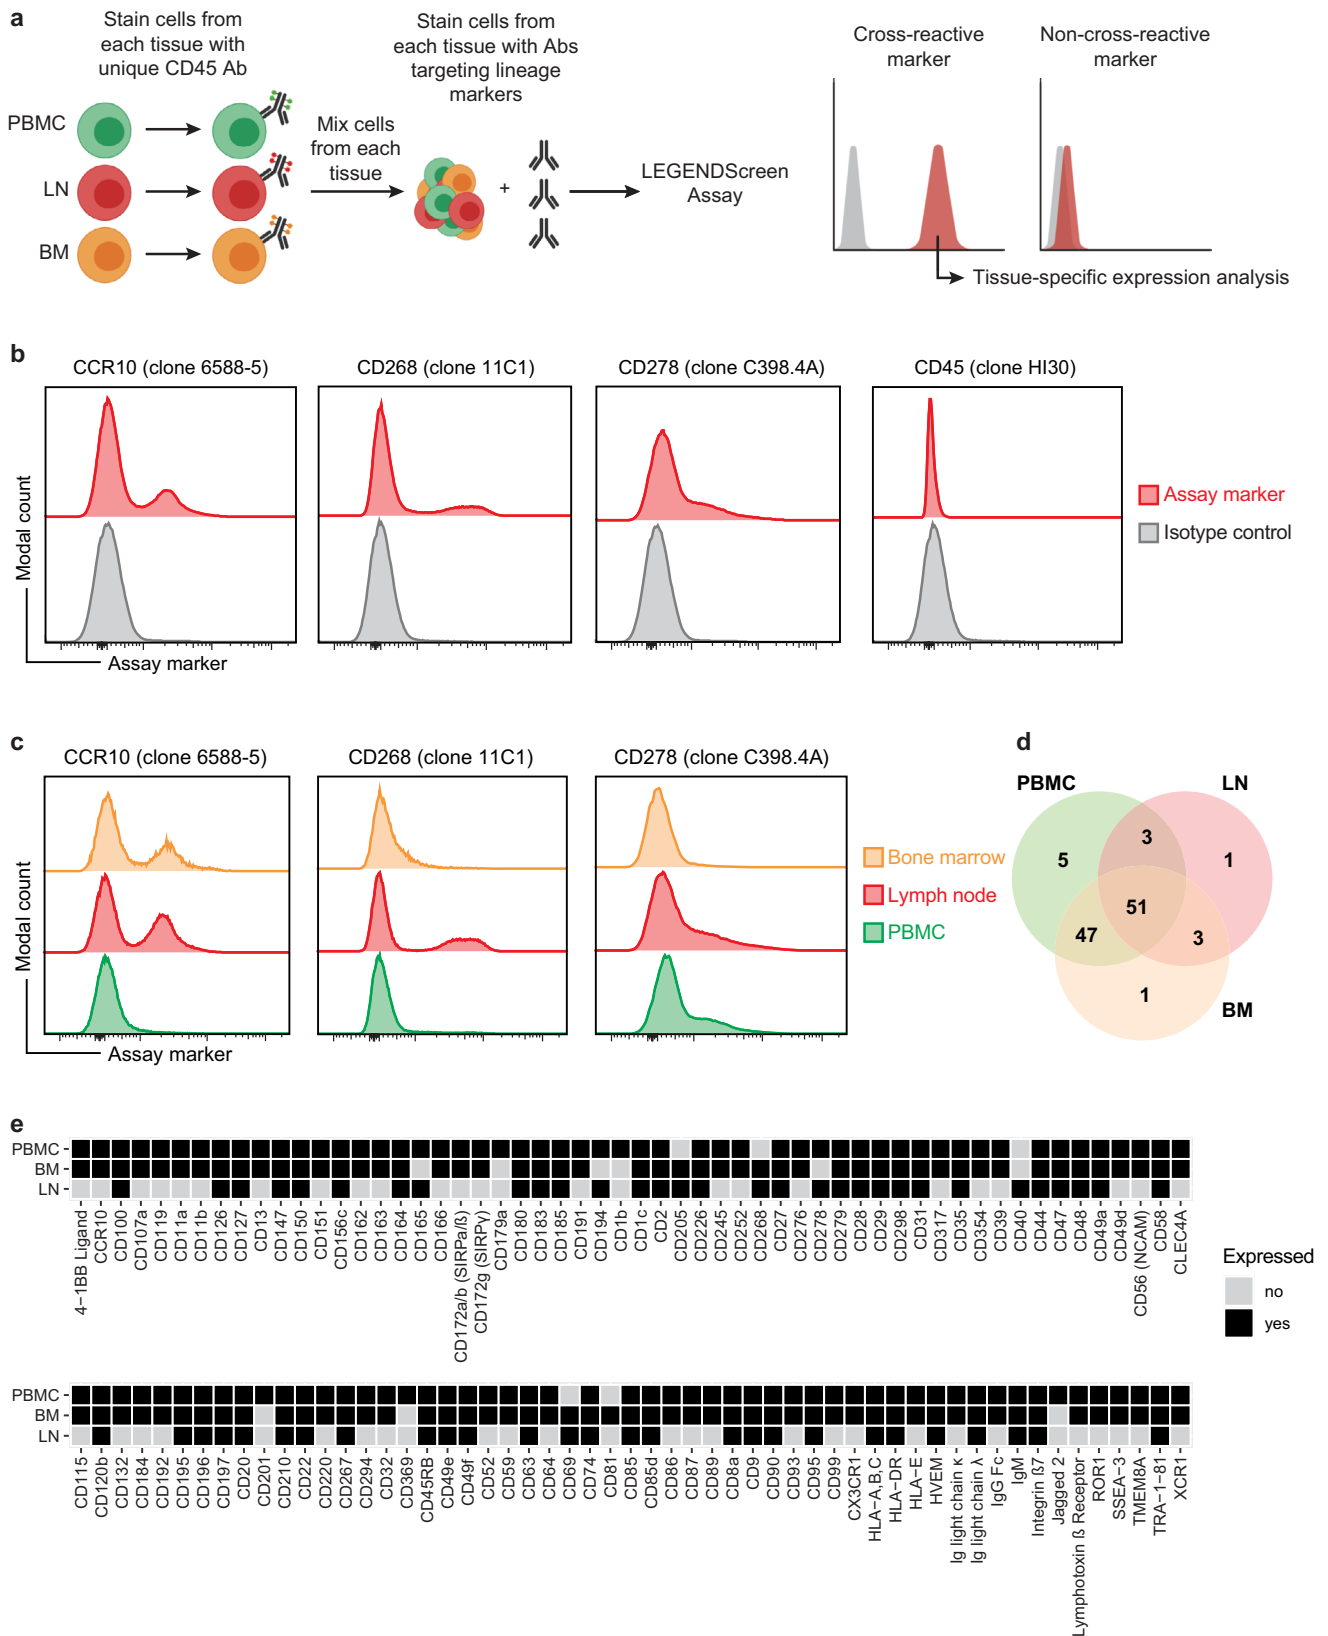 a
Stain cells from
each tissue with
unique CD45 Ab
PBMC
LN
BM
Mix cells
from each
tissue
Stain cells from
each tissue with Abs
targeting lineage
markers
+
LEGENDScreen
Assay
Cross-reactive
marker
Non-cross-reactive
marker
Tissue-specific expression analysis
b
CCR10 (clone 6588-5)
CD268 (clone 11C1)
CD278 (clone C398.4A)
CD45 (clone HI30)
Modal count
Assay marker
Assay marker
Isotype control
c
CCR10 (clone 6588-5)
CD268 (clone 11C1)
CD278 (clone C398.4A)
Modal count
Assay marker
Bone marrow
Lymph node
PBMC
d
PBMC
LN
3
5
1
51
47
3
1
BM
e
PBMC
BM
LN
4-1BB Ligand
CCR10
CD100
CD107a
CD119
CD11a
CD11b
CD126
CD127
CD13
CD147
CD150
CD151
CD156c
CD162
CD163
CD164
CD165
CD166
CD172a/b (SIRPa/ß)
CD172g (SIRPγ)
CD179a
CD180
CD183
CD185
CD191
CD194
CD1b
CD1c
CD2
CD205
CD226
CD245
CD252
CD268
CD27
CD276
CD278
CD279
CD28
CD29
CD298
CD31
CD317
CD35
CD354
CD39
CD40
CD44
CD47
CD48
CD49a
CD49d
CD56 (NCAM)
CD58
CLEC4A
Expressed
no
yes
PBMC
BM
LN
CD115
CD120b
CD132
CD184
CD192
CD195
CD196
CD197
CD20
CD201
CD210
CD22
CD220
CD267
CD294
CD32
CD369
CD45RB
CD49e
CD49f
CD52
CD59
CD63
CD64
CD69
CD74
CD81
CD85
CD85d
CD86
CD87
CD89
CD8a
CD9
CD90
CD93
CD95
CD99
CX3CR1
HLA-A,B,C
HLA-DR
HLA-E
HVEM
Ig light chain κ
Ig light chain λ
IgG Fc
IgM
Integrin ß7
Jagged 2
Lymphotoxin ß Receptor
ROR1
SSEA-3
TMEM8A
TRA-1-81
XCR1